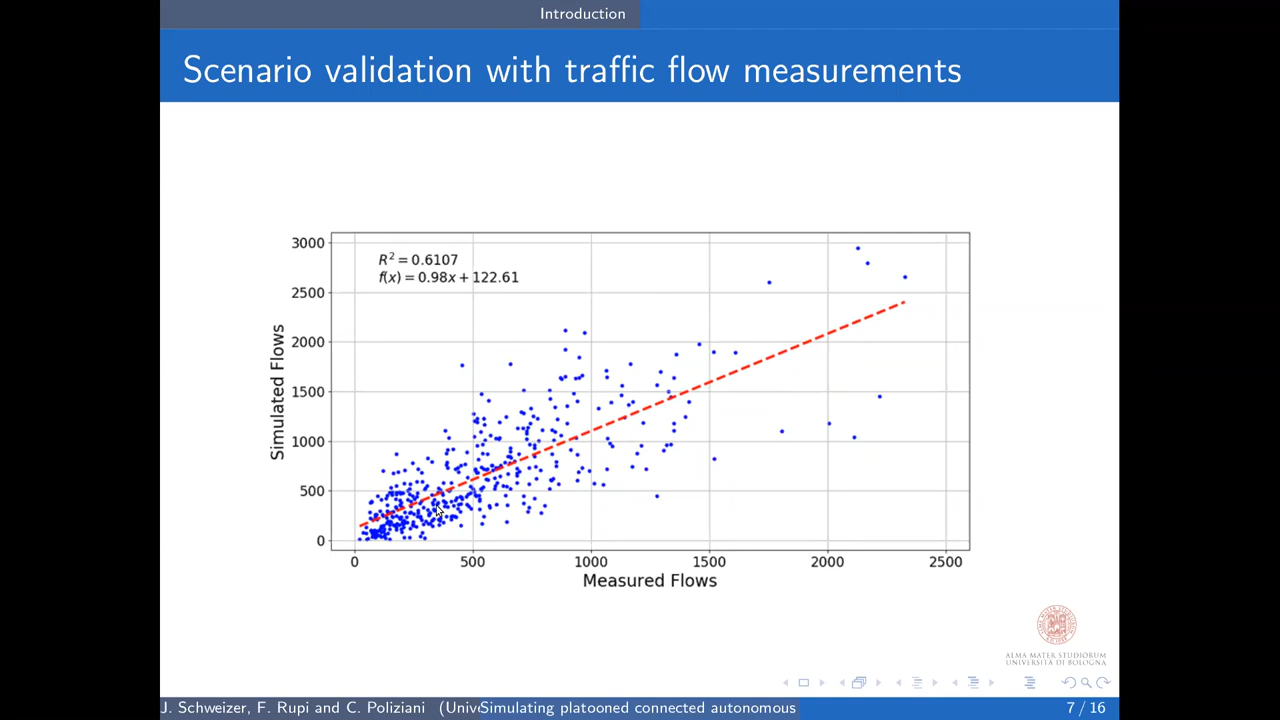 Introduction
Scenario validation with traffic flow measurements
R² = 0.6107
f(x) = 0.98x + 122.61
3000
2500
2000
1500
1000
500
0
Simulated Flows
0 500 1000 1500 2000 2500
Measured Flows
ALMA MATER STUDIORUM
UNIVERSITÀ DI BOLOGNA
J. Schweizer, F. Rupi and C. Poliziani (Unive Simulating platooned connected autonomous 7 / 16